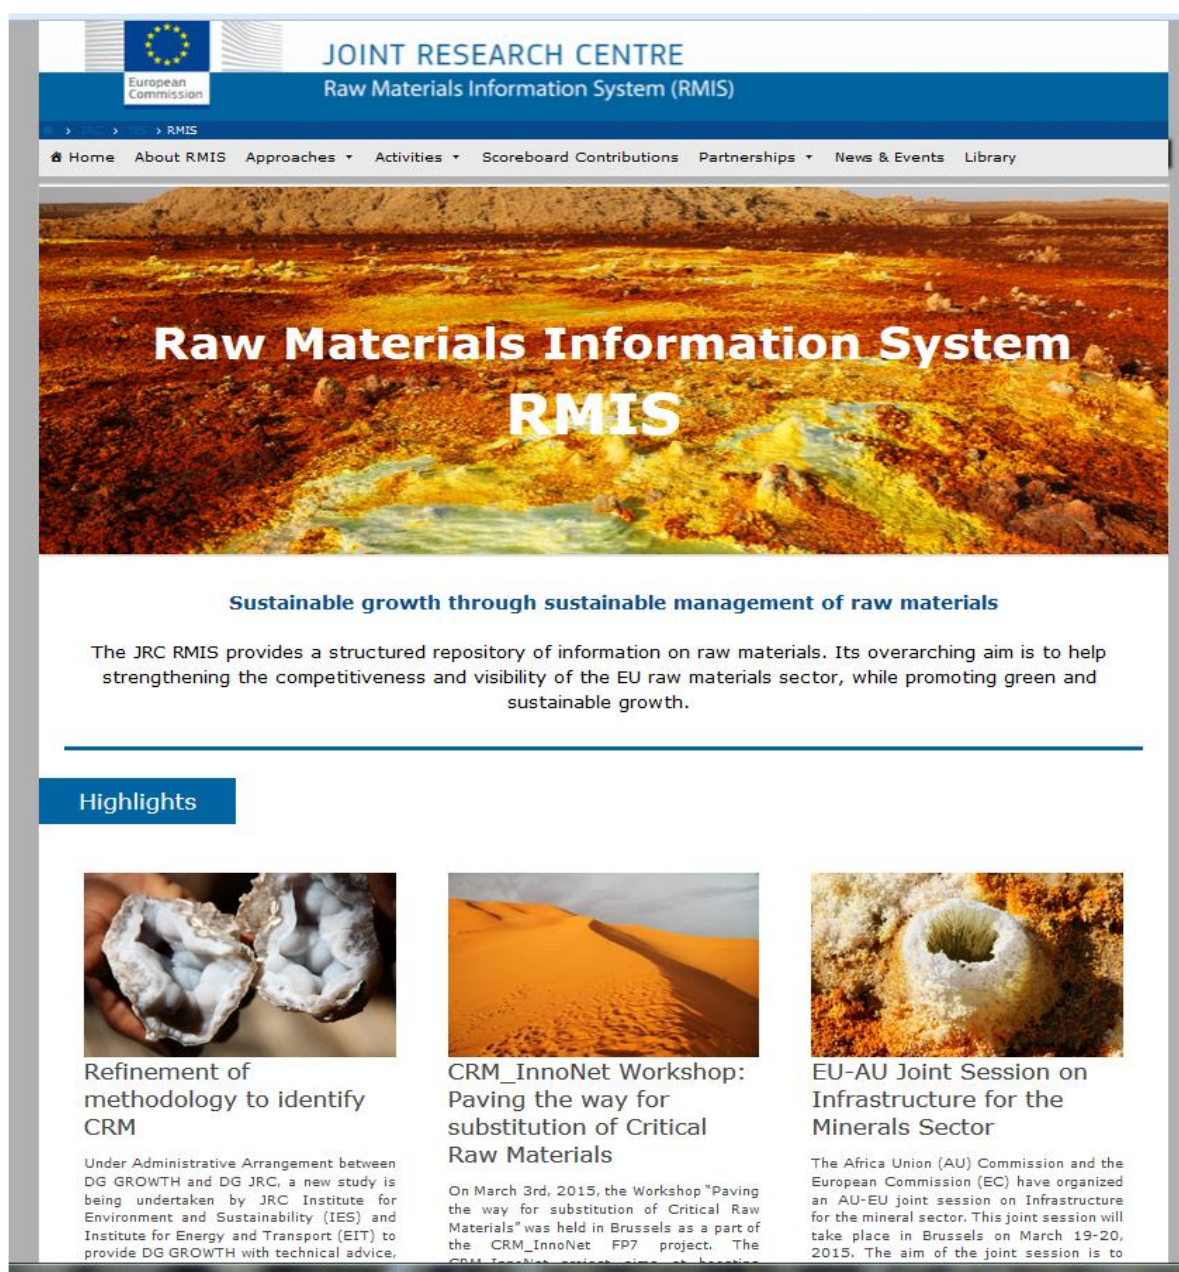 JOINT RESEARCH CENTRE
European
Commission
Raw Materials Information System (RMIS)
> JRC > IES > RMIS
Home About RMIS Approaches Activities Scoreboard Contributions Partnerships News & Events Library
Raw Materials Information System
RMIS
Sustainable growth through sustainable management of raw materials
The JRC RMIS provides a structured repository of information on raw materials. Its overarching aim is to help
strengthening the competitiveness and visibility of the EU raw materials sector, while promoting green and
sustainable growth.
Highlights
Refinement of
methodology to identify
CRM
Under Administrative Arrangement between
DG GROWTH and DG JRC, a new study is
being undertaken by JRC Institute for
Environment and Sustainability (IES) and
Institute for Energy and Transport (EIT) to
provide DG GROWTH with technical advice,
CRM_InnoNet Workshop:
Paving the way for
substitution of Critical
Raw Materials
On March 3rd, 2015, the Workshop "Paving
the way for substitution of Critical Raw
Materials" was held in Brussels as a part of
the CRM_InnoNet FP7 project. The
CRM_InnoNet project aims at boosting
EU-AU Joint Session on
Infrastructure for the
Minerals Sector
The Africa Union (AU) Commission and the
European Commission (EC) have organized
an AU-EU joint session on Infrastructure
for the mineral sector. This joint session will
take place in Brussels on March 19-20,
2015. The aim of the joint session is to